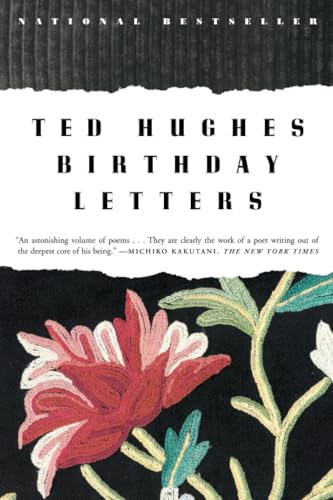 NATIONAL BESTSELLER
TED HUGHES
BIRTHDAY
LETTERS
“An astonishing volume of poems . . . They are clearly the work of a poet writing out of
the deepest core of his being.” —MICHIKO KAKUTANI, THE NEW YORK TIMES